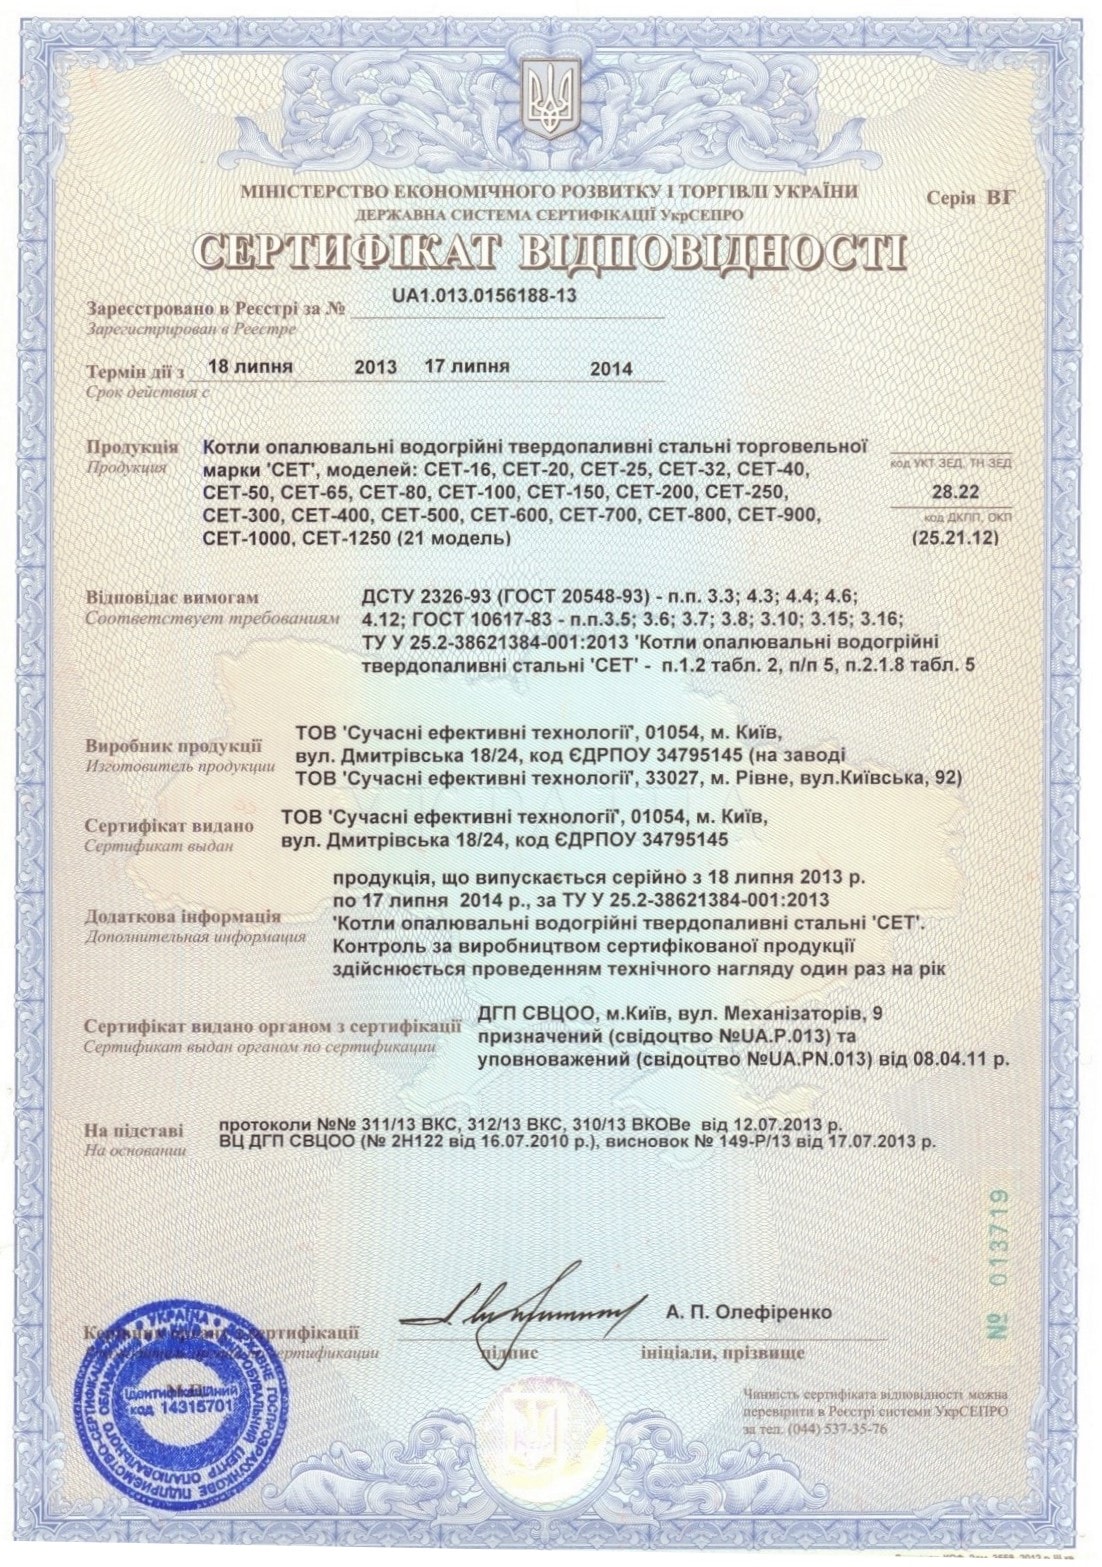 МІНІСТЕРСТВО ЕКОНОМІЧНОГО РОЗВИТКУ І ТОРГІВЛІ УКРАЇНИ
Серія ВГ
ДЕРЖАВНА СИСТЕМА СЕРТИФІКАЦІЇ УкрСЕПРО
СЕРТИФІКАТ ВІДПОВІДНОСТІ
Зареєстровано в Реєстрі за № UA1.013.0156188-13
Зарегистрирован в Реестре
Термін дії з 18 липня 2013 17 липня 2014
Срок действия с
Продукція
Продукция
Котли опалювальні водогрійні твердопаливні стальні торговельної
марки 'СЕТ', моделей: СЕТ-16, СЕТ-20, СЕТ-25, СЕТ-32, СЕТ-40,
СЕТ-50, СЕТ-65, СЕТ-80, СЕТ-100, СЕТ-150, СЕТ-200, СЕТ-250,
СЕТ-300, СЕТ-400, СЕТ-500, СЕТ-600, СЕТ-700, СЕТ-800, СЕТ-900,
СЕТ-1000, СЕТ-1250 (21 модель)
код УКТ ЗЕД, ТН ЗЕД
28.22
код ДКПП, ОКП
(25.21.12)
Відповідає вимогам
Соответствует требованиям
ДСТУ 2326-93 (ГОСТ 20548-93) - п.п. 3.3; 4.3; 4.4; 4.6;
4.12; ГОСТ 10617-83 - п.п.3.5; 3.6; 3.7; 3.8; 3.10; 3.15; 3.16;
ТУ У 25.2-38621384-001:2013 'Котли опалювальні водогрійні
твердопаливні стальні 'СЕТ' - п.1.2 табл. 2, п/п 5, п.2.1.8 табл. 5
Виробник продукції
Изготовитель продукции
ТОВ 'Сучасні ефективні технології', 01054, м. Київ,
вул. Дмитрівська 18/24, код ЄДРПОУ 34795145 (на заводі
ТОВ 'Сучасні ефективні технології', 33027, м. Рівне, вул.Київська, 92)
Сертифікат видано
Сертификат выдан
ТОВ 'Сучасні ефективні технології', 01054, м. Київ,
вул. Дмитрівська 18/24, код ЄДРПОУ 34795145
Додаткова інформація
Дополнительная информация
продукція, що випускається серійно з 18 липня 2013 р.
по 17 липня 2014 р., за ТУ У 25.2-38621384-001:2013
'Котли опалювальні водогрійні твердопаливні стальні 'СЕТ'.
Контроль за виробництвом сертифікованої продукції
здійснюється проведенням технічного нагляду один раз на рік
Сертифікат видано органом з сертифікації
Сертификат выдан органом по сертификации
ДГП СВЦОО, м.Київ, вул. Механізаторів, 9
призначений (свідоцтво №UA.P.013) та
уповноважений (свідоцтво №UA.PN.013) від 08.04.11 р.
На підставі
На основании
протоколи №№ 311/13 ВКС, 312/13 ВКС, 310/13 ВКОВе від 12.07.2013 р.
ВЦ ДГП СВЦОО (№ 2Н122 від 16.07.2010 р.), висновок № 149-Р/13 від 17.07.2013 р.
№ 013719
А. П. Олефіренко
сертифікації
підпис
ініціали, прізвище
сертификации
УКРАЇНА
Ідентифікаційний
код 14315701
Чинність сертифіката відповідності можна
перевірити в Реєстрі системи УкрСЕПРО
за тел. (044) 537-35-76